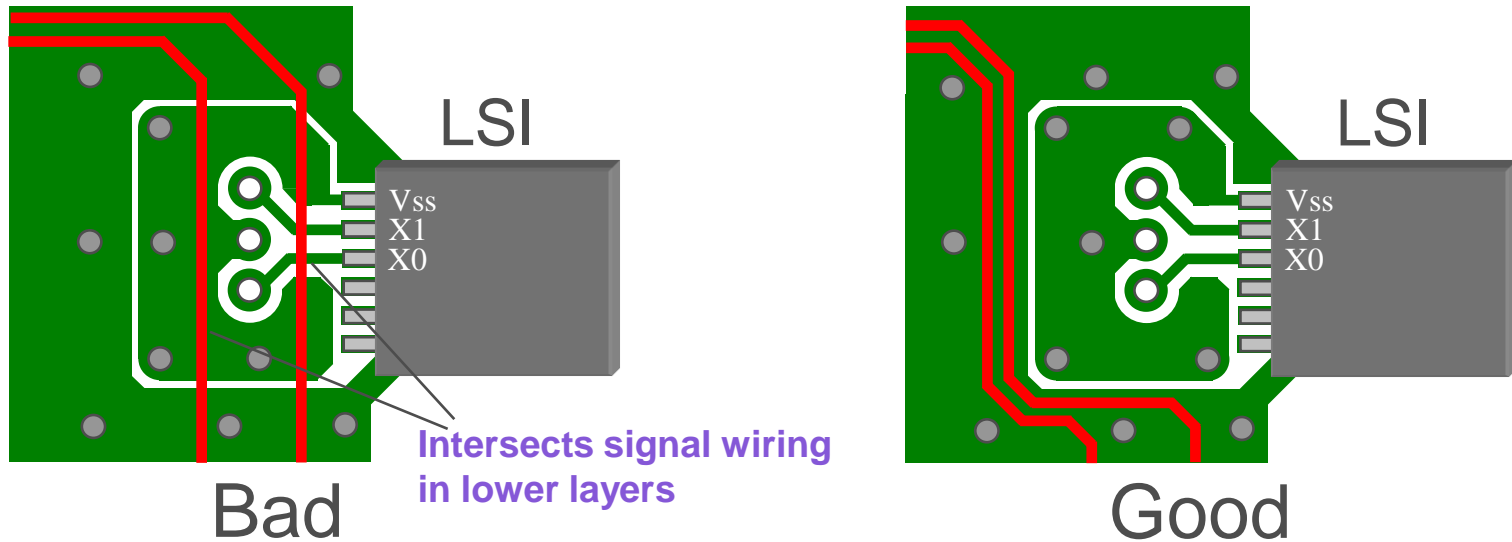 LSI
Vss
X1
X0
Intersects signal wiring
in lower layers
Bad
LSI
Vss
X1
X0
Good